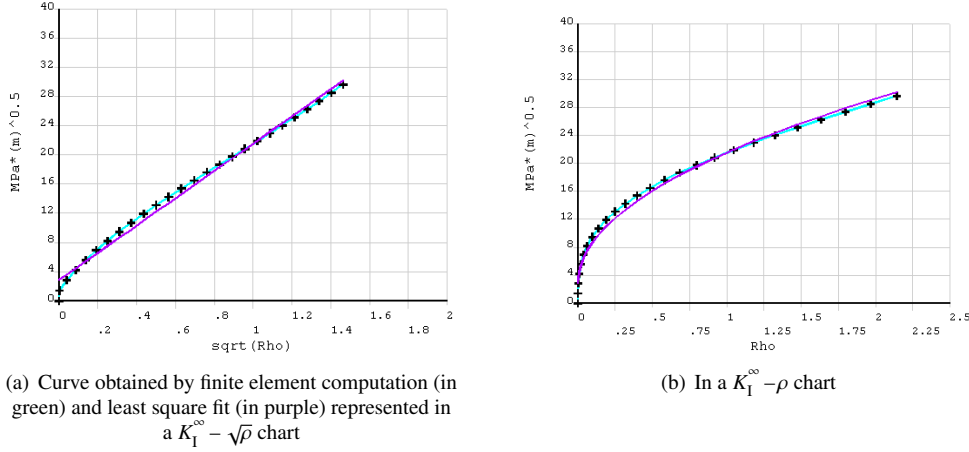 40
36
32
28
24
20
16
12
8
4
0
MPa*(m)^0.5
0 .4 .8 1 1.4 1.8 2
.2 .6 1.2 1.6
sqrt(Rho)
40
36
32
28
24
20
16
12
8
4
0
MPa*(m)^0.5
0 .5 1 1.5 2 2.5
.25 .75 1.25 1.75 2.25
Rho
(a) Curve obtained by finite element computation (in
green) and least square fit (in purple) represented in
a K_I^∞ – √ρ chart
(b) In a K_I^∞ –ρ chart